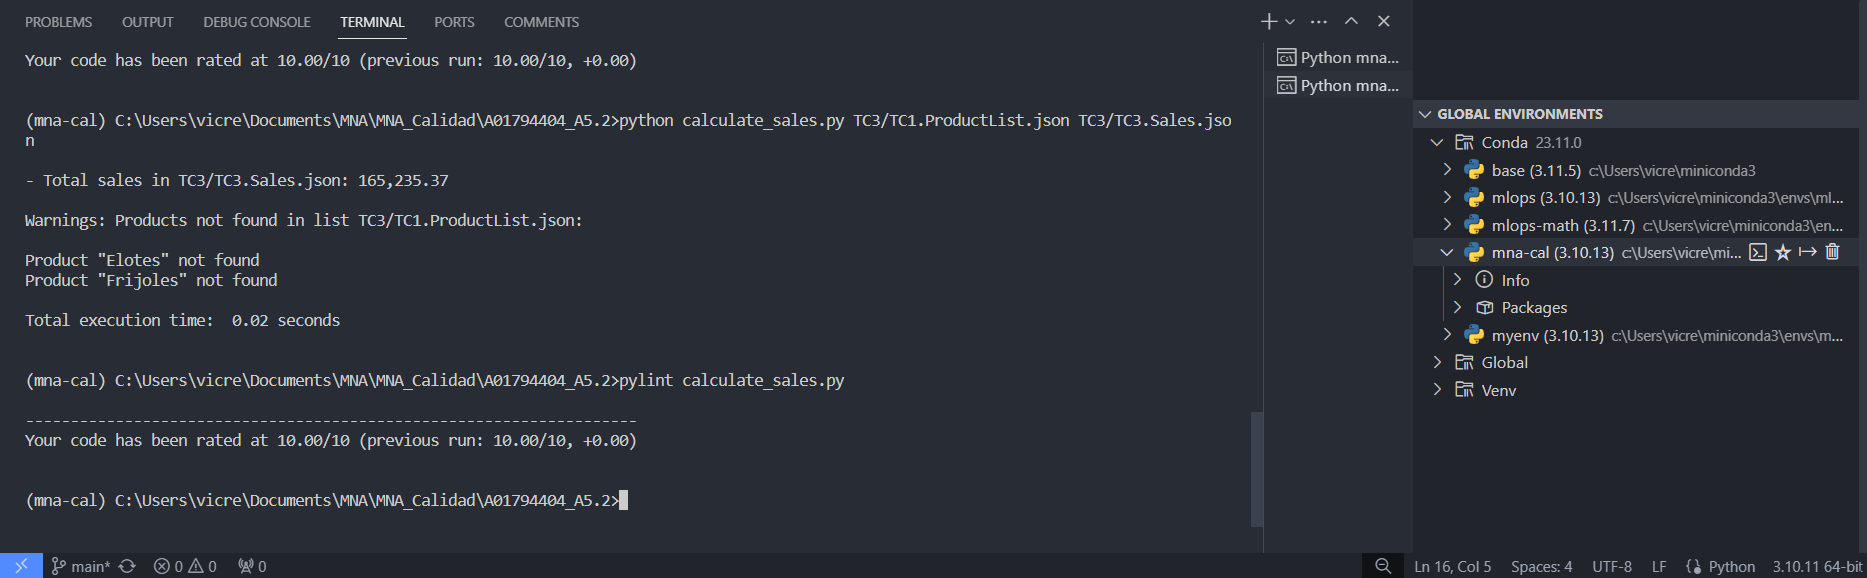 PROBLEMS OUTPUT DEBUG CONSOLE TERMINAL PORTS COMMENTS
Your code has been rated at 10.00/10 (previous run: 10.00/10, +0.00)
(mna-cal) C:\Users\vicre\Documents\MNA\MNA_Calidad\A01794404_A5.2>python calculate_sales.py TC3/TC1.ProductList.json TC3/TC3.Sales.jso
n
- Total sales in TC3/TC3.Sales.json: 165,235.37
Warnings: Products not found in list TC3/TC1.ProductList.json:
Product "Elotes" not found
Product "Frijoles" not found
Total execution time:  0.02 seconds
(mna-cal) C:\Users\vicre\Documents\MNA\MNA_Calidad\A01794404_A5.2>pylint calculate_sales.py
--------------------------------------------------------------------
Your code has been rated at 10.00/10 (previous run: 10.00/10, +0.00)
(mna-cal) C:\Users\vicre\Documents\MNA\MNA_Calidad\A01794404_A5.2>
Python mna...
Python mna...
GLOBAL ENVIRONMENTS
Conda 23.11.0
base (3.11.5) c:\Users\vicre\miniconda3
mlops (3.10.13) c:\Users\vicre\miniconda3\envs\ml...
mlops-math (3.11.7) c:\Users\vicre\miniconda3\en...
mna-cal (3.10.13) c:\Users\vicre\mi...
Info
Packages
myenv (3.10.13) c:\Users\vicre\miniconda3\envs\m...
Global
Venv
main* 0 0 0 Ln 16, Col 5 Spaces: 4 UTF-8 LF Python 3.10.11 64-bit